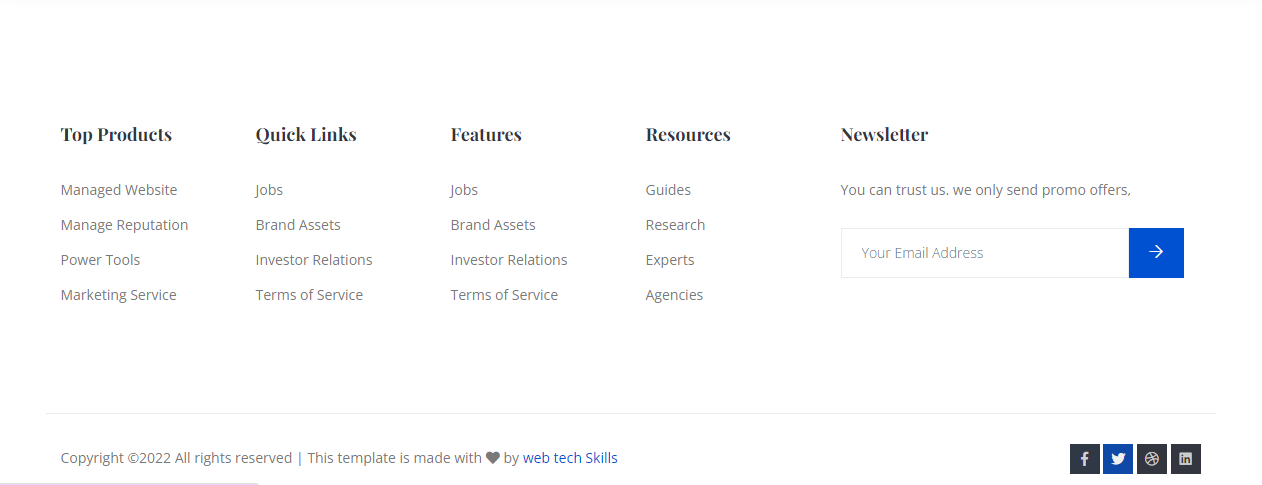 Top Products
Managed Website
Manage Reputation
Power Tools
Marketing Service
Quick Links
Jobs
Brand Assets
Investor Relations
Terms of Service
Features
Jobs
Brand Assets
Investor Relations
Terms of Service
Resources
Guides
Research
Experts
Agencies
Newsletter
You can trust us. we only send promo offers,
Your Email Address
Copyright ©2022 All rights reserved | This template is made with ♥ by web tech Skills